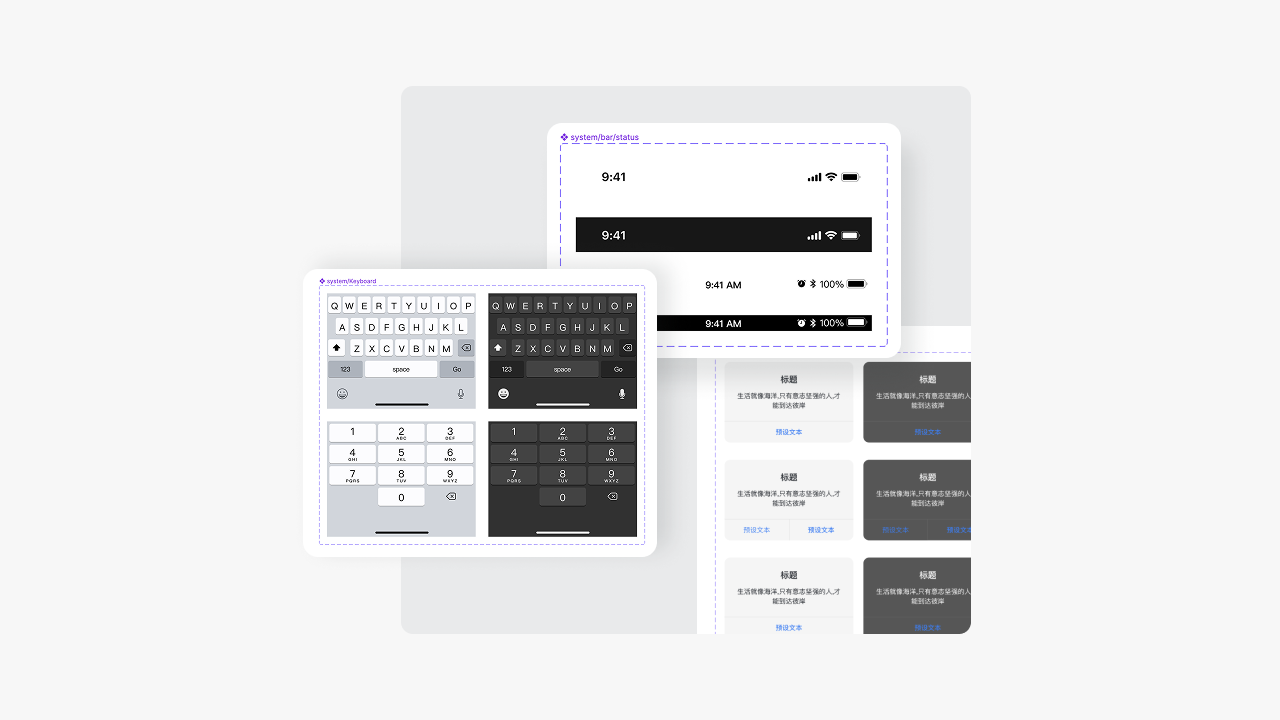 system/bar/status
9:41
9:41
9:41 AM
100%
9:41 AM
100%
system/Keyboard
Q W E R T Y U I O P
A S D F G H J K L
Z X C V B N M
123 space Go
Q W E R T Y U I O P
A S D F G H J K L
Z X C V B N M
123 space Go
1 2 3
ABC DEF
4 5 6
GHI JKL MNO
7 8 9
PQRS TUV WXYZ
0
1 2 3
ABC DEF
4 5 6
GHI JKL MNO
7 8 9
PQRS TUV WXYZ
0
标题
生活就像海洋,只有意志坚强的人,才
能到达彼岸
预设文本
标题
生活就像海洋,只有意志坚强的人
能到达彼岸
预设文本
标题
生活就像海洋,只有意志坚强的人,才
能到达彼岸
预设文本 预设文本
标题
生活就像海洋,只有意志坚强的人
能到达彼岸
预设文本 预设文
标题
生活就像海洋,只有意志坚强的人,才
能到达彼岸
预设文本
标题
生活就像海洋,只有意志坚强的人
能到达彼岸
预设文本